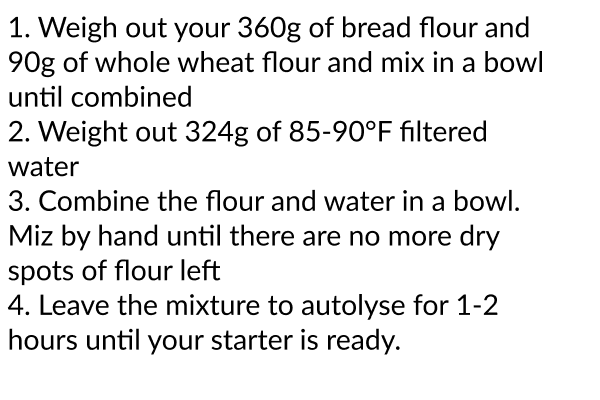 1. Weigh out your 360g of bread flour and
90g of whole wheat flour and mix in a bowl
until combined
2. Weight out 324g of 85-90°F filtered
water
3. Combine the flour and water in a bowl.
Miz by hand until there are no more dry
spots of flour left
4. Leave the mixture to autolyse for 1-2
hours until your starter is ready.